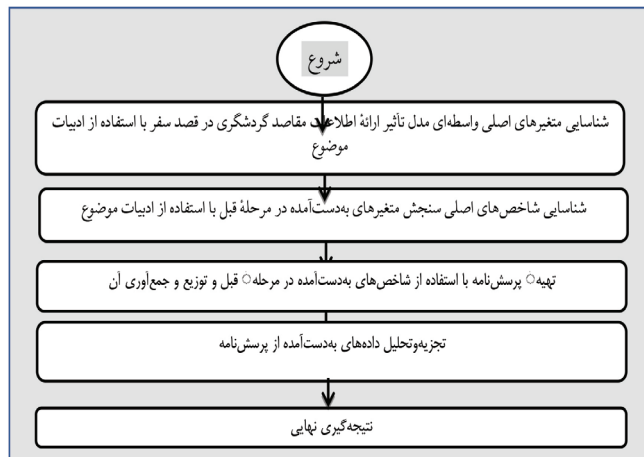 شروع
شناسایی متغیرهای اصلی واسطه‌ای مدل تأثیر ارائهٔ اطلاعات مقاصد گردشگری در قصد سفر با استفاده از ادبیات
موضوع
شناسایی شاخص‌های اصلی سنجش متغیرهای به‌دست‌آمده در مرحلهٔ قبل با استفاده از ادبیات موضوع
تهیهٔ پرسش‌نامه با استفاده از شاخص‌های به‌دست‌آمده در مرحلهٔ قبل و توزیع و جمع‌آوری آن
تجزیه‌وتحلیل داده‌های به‌دست‌آمده از پرسش‌نامه
نتیجه‌گیری نهایی